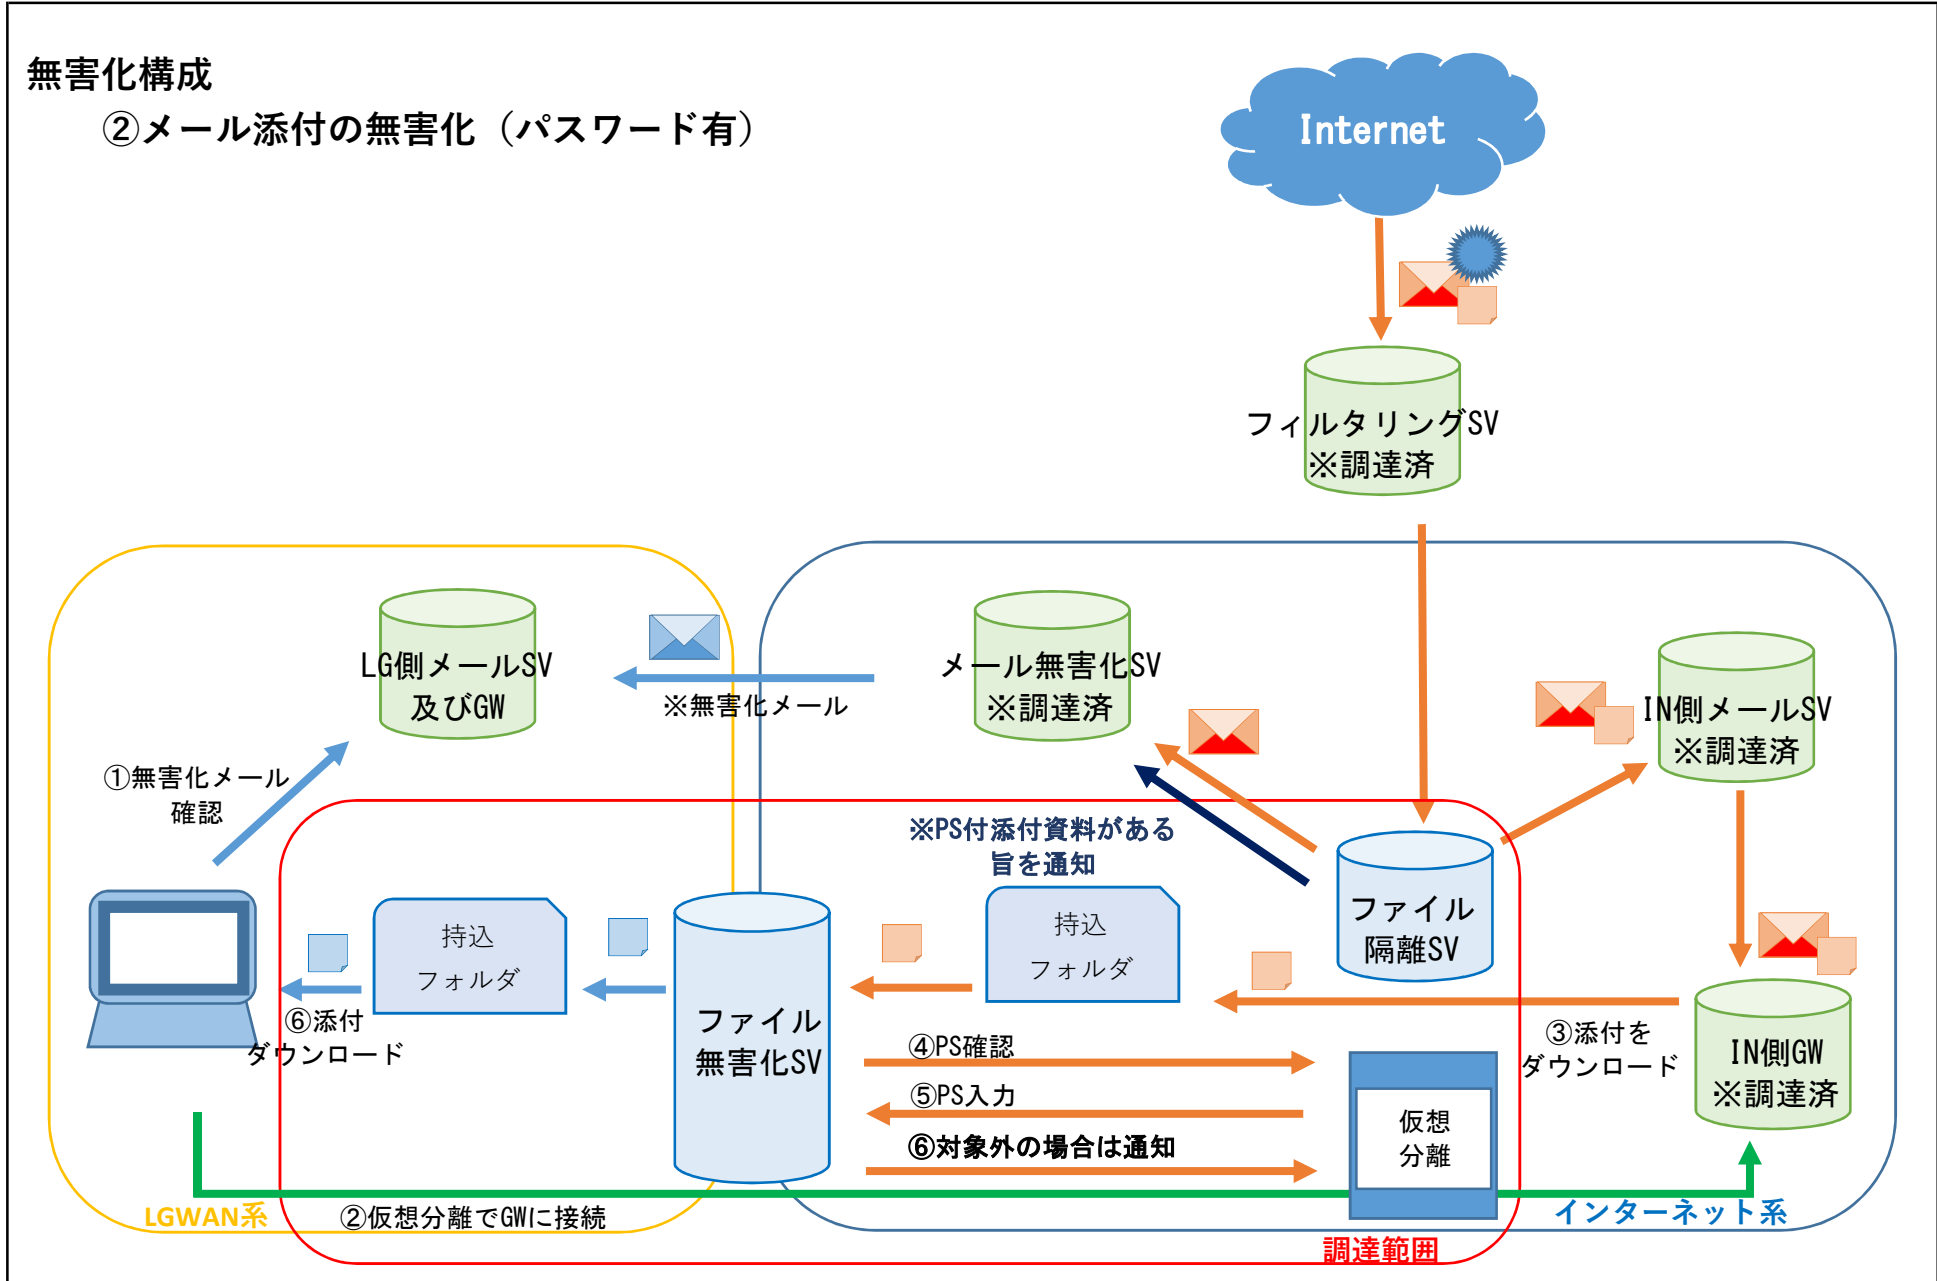 無害化構成
②メール添付の無害化（パスワード有）
Internet
フィルタリングSV
※調達済
LG側メールSV
及びGW
※無害化メール
メール無害化SV
※調達済
IN側メールSV
※調達済
①無害化メール
確認
※PS付添付資料がある
旨を通知
持込
フォルダ
持込
フォルダ
ファイル
隔離SV
⑥添付
ダウンロード
ファイル
無害化SV
③添付を
ダウンロード
IN側GW
※調達済
④PS確認
⑤PS入力
⑥対象外の場合は通知
仮想
分離
LGWAN系
②仮想分離でGWに接続
インターネット系
調達範囲